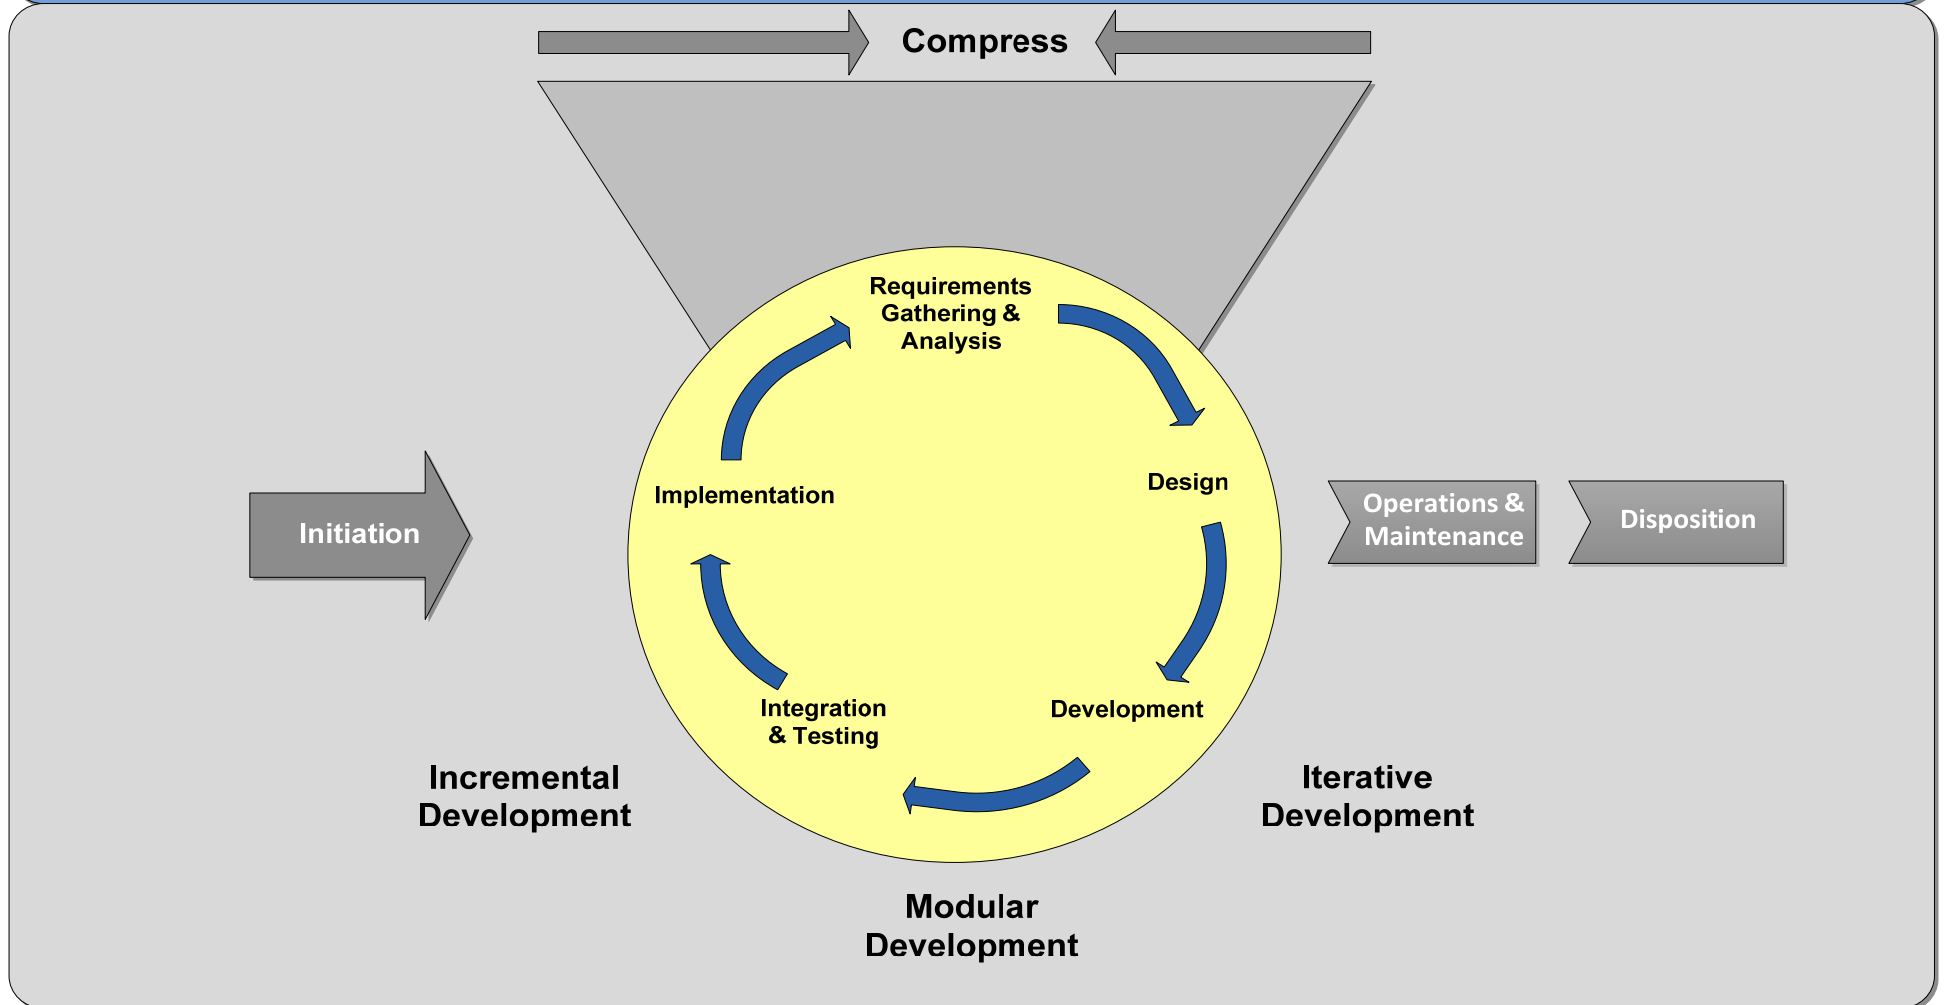 Compress
Requirements
Gathering &
Analysis
Design
Development
Integration
& Testing
Implementation
Initiation
Operations &
Maintenance
Disposition
Incremental
Development
Iterative
Development
Modular
Development